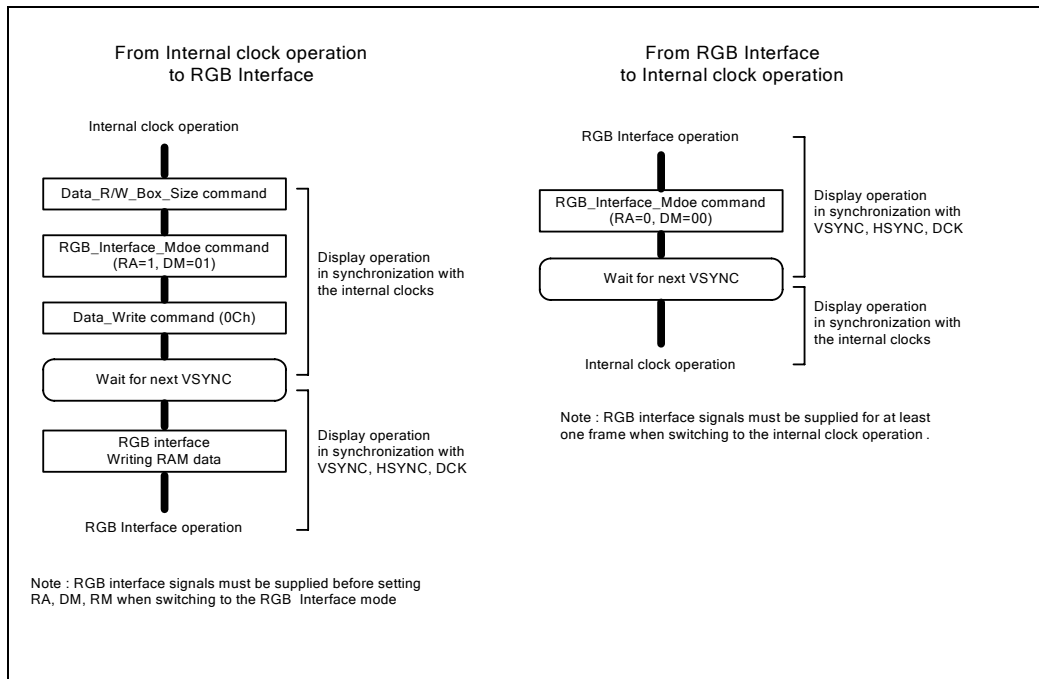 From Internal clock operation
to RGB Interface
Internal clock operation
Data_R/W_Box_Size command
RGB_Interface_Mdoe command
(RA=1, DM=01)
Data_Write command (0Ch)
Wait for next VSYNC
RGB interface
Writing RAM data
RGB Interface operation
Display operation
in synchronization with
the internal clocks
Display operation
in synchronization with
VSYNC, HSYNC, DCK
Note : RGB interface signals must be supplied before setting
RA, DM, RM when switching to the RGB Interface mode
From RGB Interface
to Internal clock operation
RGB Interface operation
RGB_Interface_Mdoe command
(RA=0, DM=00)
Wait for next VSYNC
Internal clock operation
Display operation
in synchronization with
VSYNC, HSYNC, DCK
Display operation
in synchronization with
the internal clocks
Note : RGB interface signals must be supplied for at least
one frame when switching to the internal clock operation .